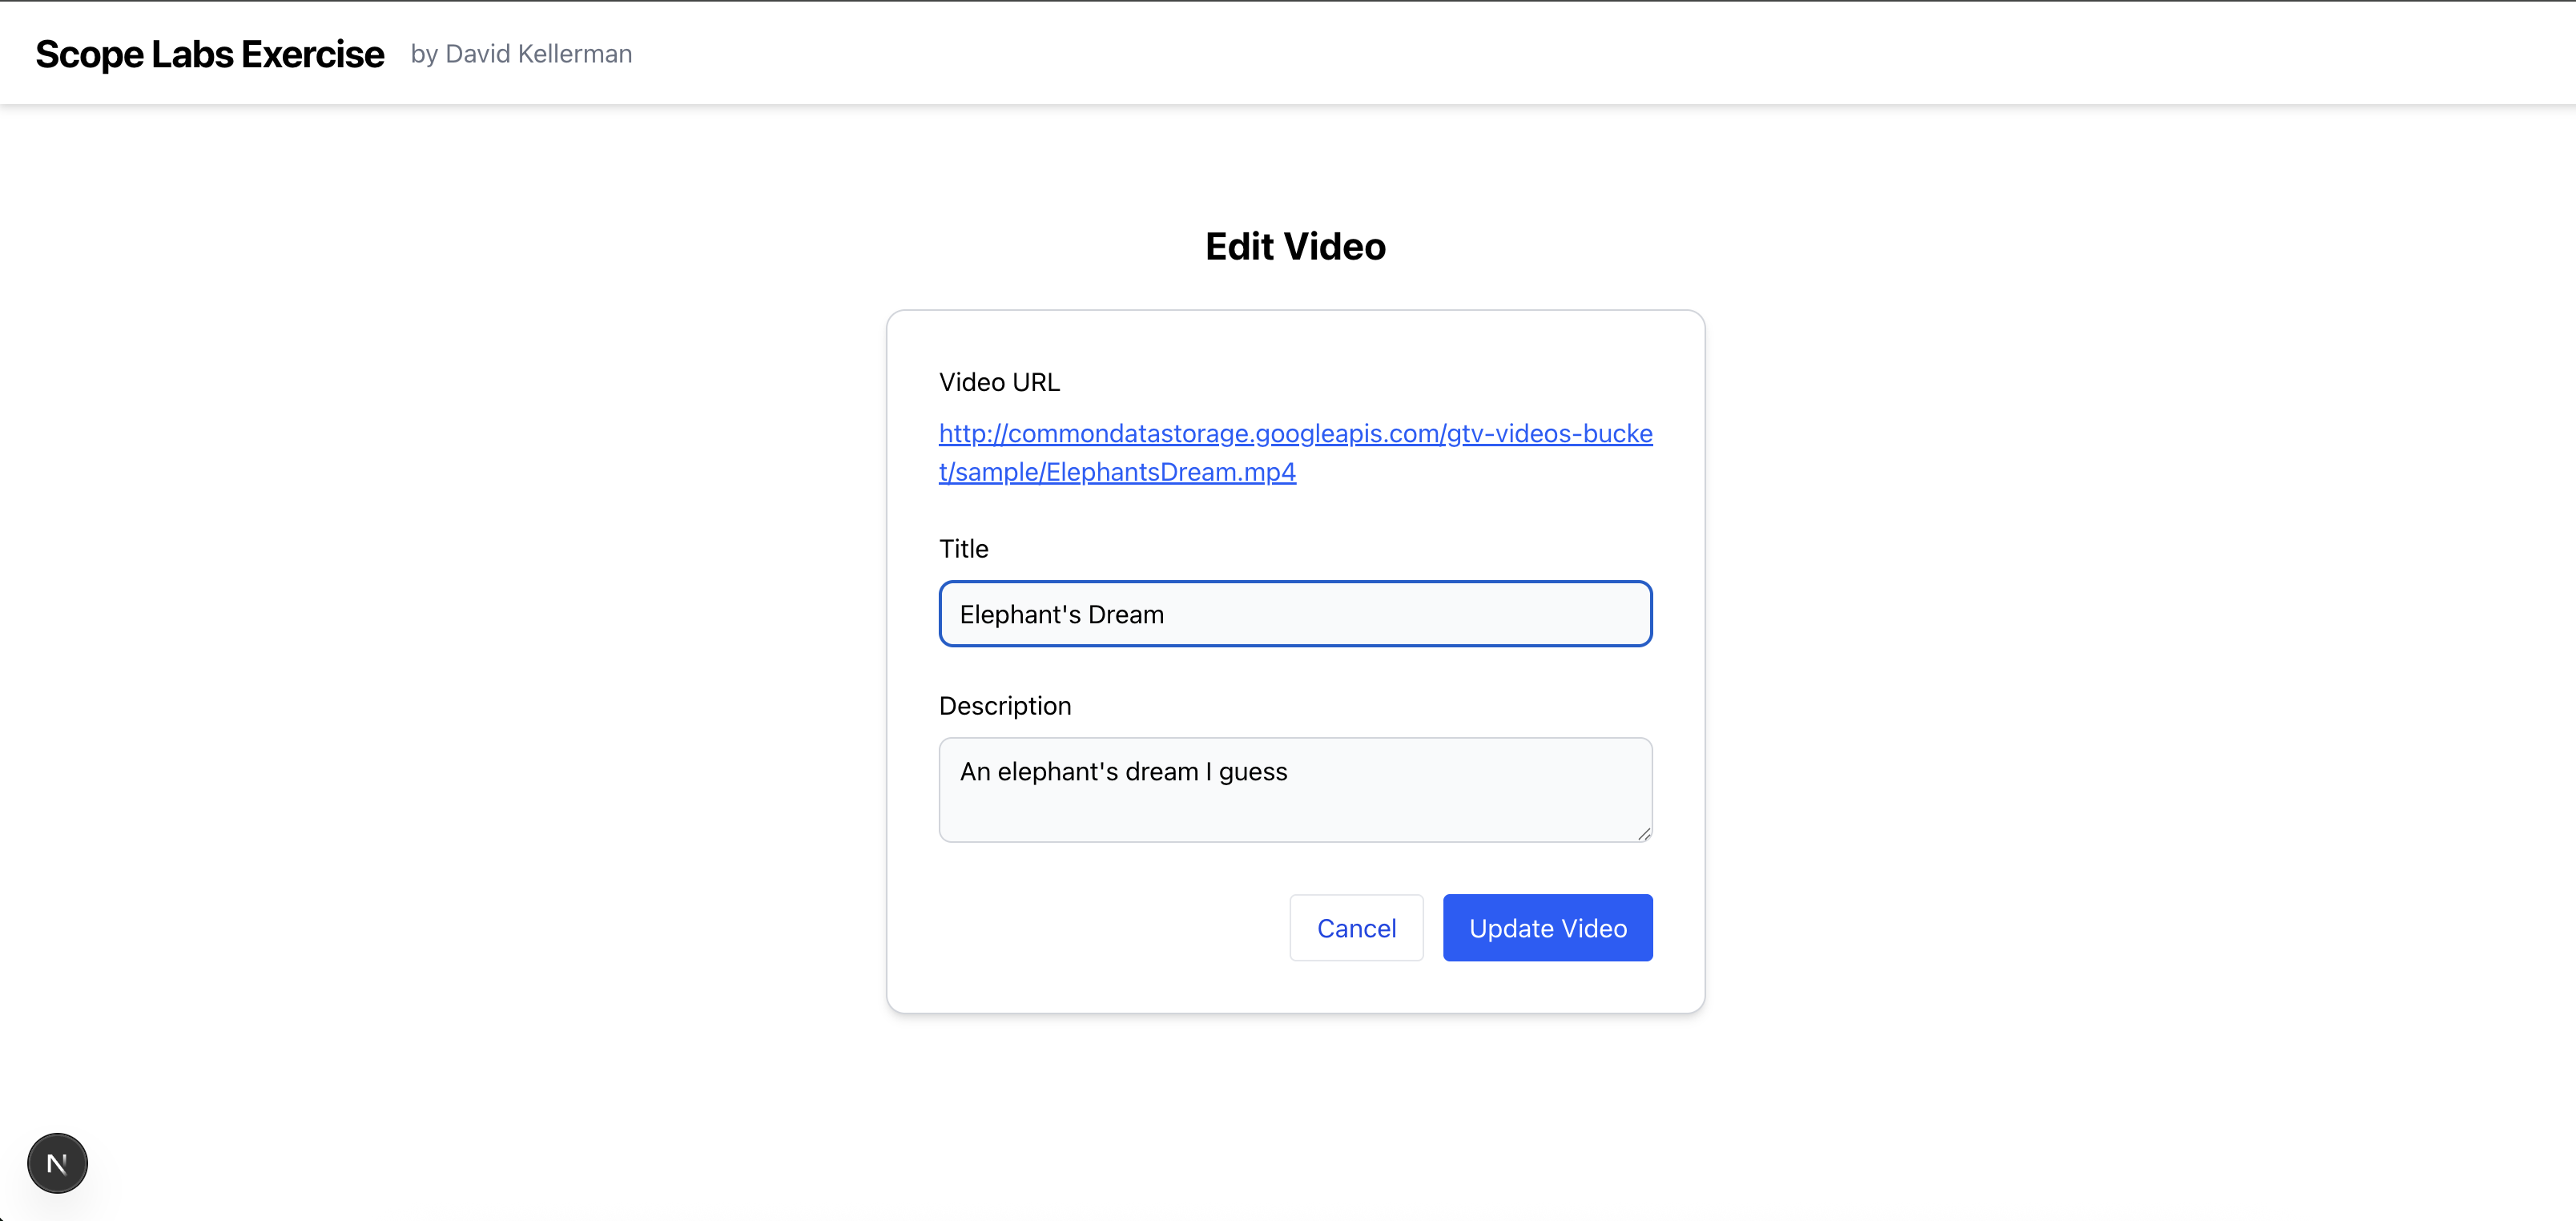 Scope Labs Exercise by David Kellerman
Edit Video
Video URL
http://commondatastorage.googleapis.com/gtv-videos-bucke
t/sample/ElephantsDream.mp4
Title
Elephant's Dream
Description
An elephant's dream I guess
Cancel Update Video
N